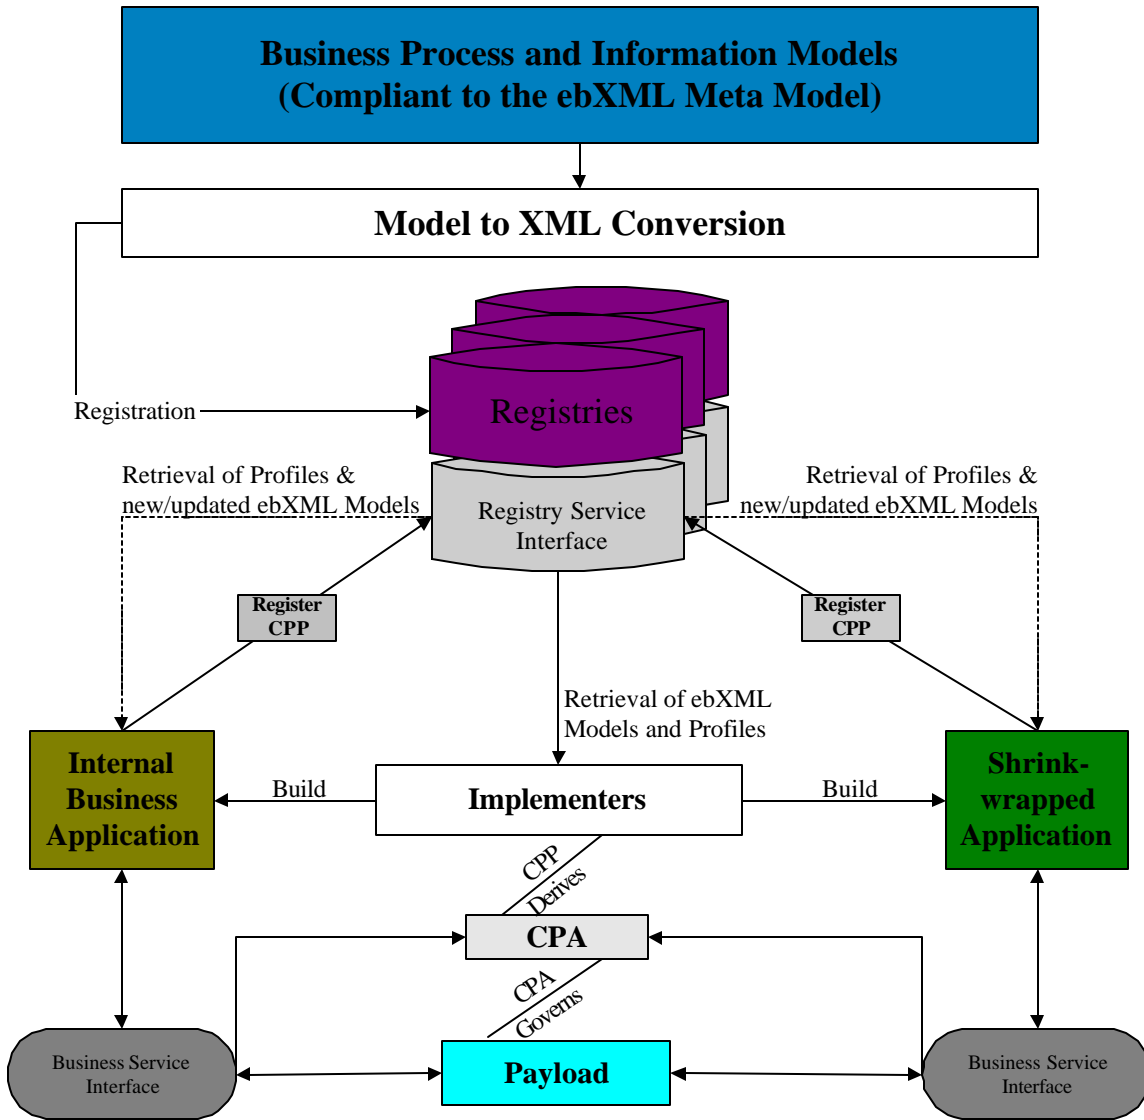 Business Process and Information Models
(Compliant to the ebXML Meta Model)
Model to XML Conversion
Registries
Registration
Retrieval of Profiles &
new/updated ebXML Models
Retrieval of Profiles &
new/updated ebXML Models
Registry Service
Interface
Register
CPP
Register
CPP
Retrieval of ebXML
Models and Profiles
Internal
Business
Application
Build
Implementers
Build
Shrink-
wrapped
Application
CPP
Derives
CPA
CPA
Governs
Business Service
Interface
Payload
Business Service
Interface